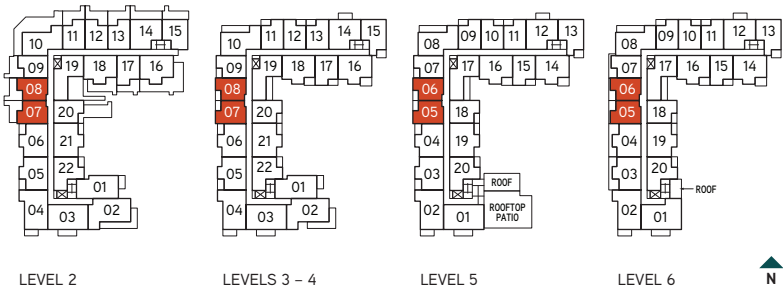 10 11 12 13 14 15
09 19 18 17 16
08
07 20
06 21
05 22
01
04 03 02
LEVEL 2
10 11 12 13 14 15
09 19 18 17 16
08
07 20
06 21
05 22
01
04 03 02
LEVELS 3 – 4
08 09 10 11 12 13
07 17 16 15 14
06
05 18
04 19
03 20
ROOF
02 01 ROOFTOP
PATIO
LEVEL 5
08 09 10 11 12 13
07 17 16 15 14
06
05 18
04 19
03 20
ROOF
02 01
LEVEL 6
N